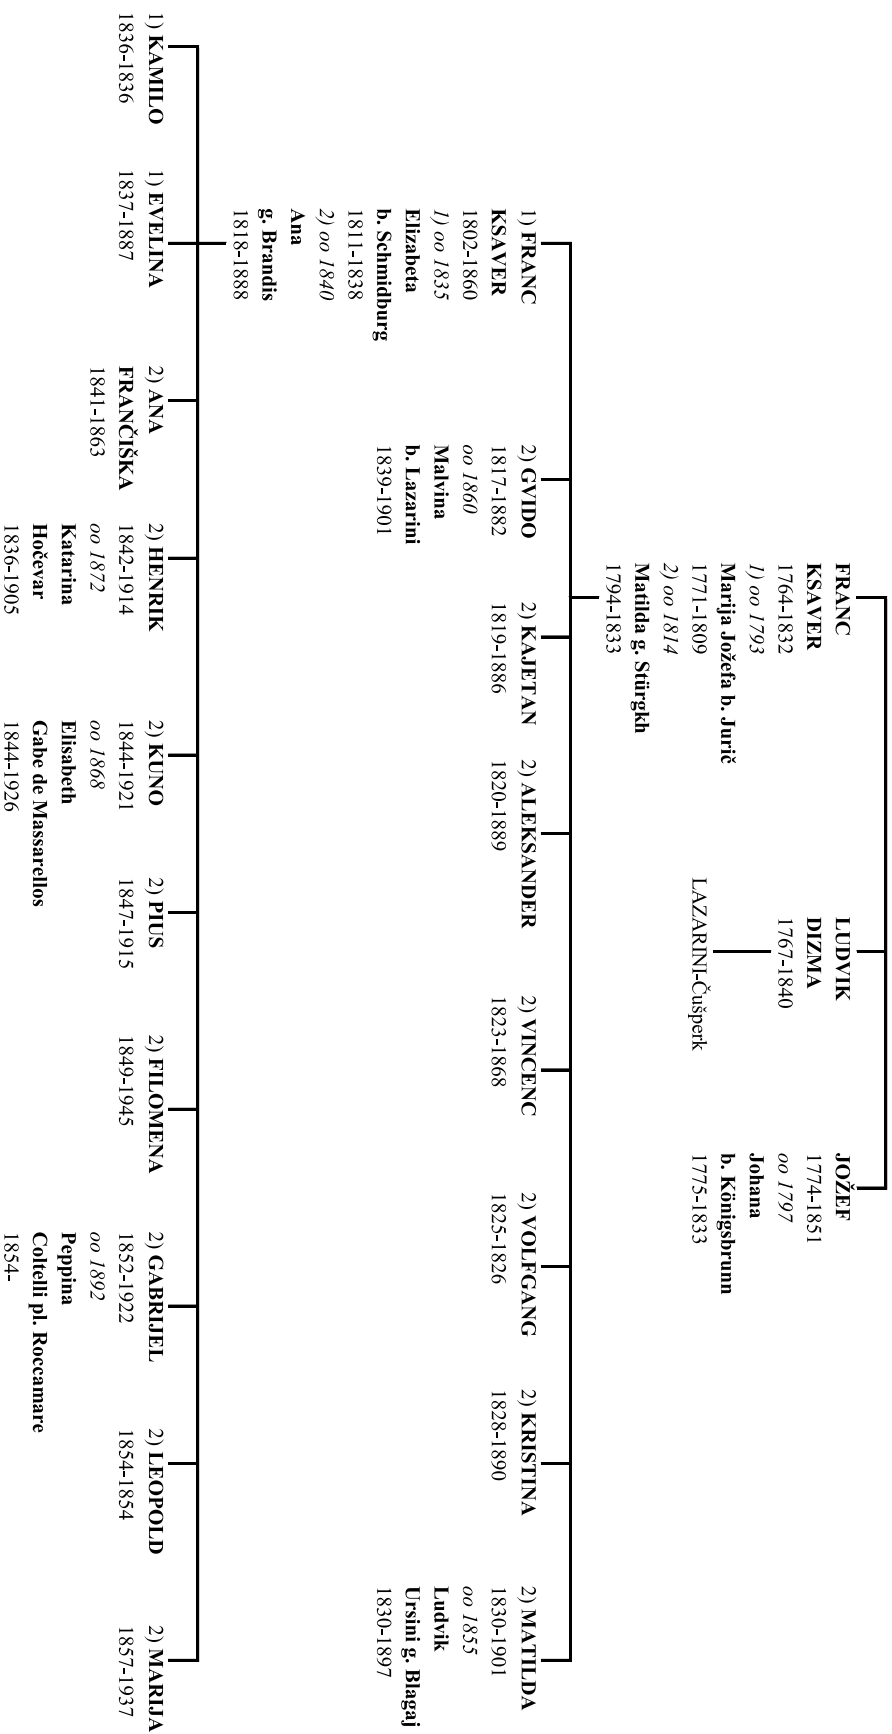 FRANC
KSAVER
1764-1832
1) oo 1793
Marija Jožefa b. Jurič
1771-1809
2) oo 1814
Matilda g. Stürgkh
1794-1833
LUDVIK
DIZMA
1767-1840
LAZARINI-Čušperk
JOŽEF
1774-1851
oo 1797
Johana
b. Königsbrunn
1775-1833
1) FRANC
KSAVER
1802-1860
1) oo 1835
Elizabeta
b. Schmidburg
1811-1838
2) oo 1840
Ana
g. Brandis
1818-1888
2) GVIDO
1817-1882
oo 1860
Malvina
b. Lazarini
1839-1901
2) KAJETAN
1819-1886
2) ALEKSANDER
1820-1889
2) VINCENC
1823-1868
2) VOLFGANG
1825-1826
2) KRISTINA
1828-1890
2) MATILDA
1830-1901
oo 1855
Ludvik
Ursini g. Blagaj
1830-1897
1) KAMILO
1836-1836
1) EVELINA
1837-1887
2) ANA
FRANČIŠKA
1841-1863
2) HENRIK
1842-1914
oo 1872
Katarina
Hočevar
1836-1905
2) KUNO
1844-1921
oo 1868
Elisabeth
Gabe de Massarellos
1844-1926
2) PIUS
1847-1915
2) FILOMENA
1849-1945
2) GABRIJEL
1852-1922
oo 1892
Peppina
Coltelli pl. Roccamare
1854-
2) LEOPOLD
1854-1854
2) MARIJA
1857-1937